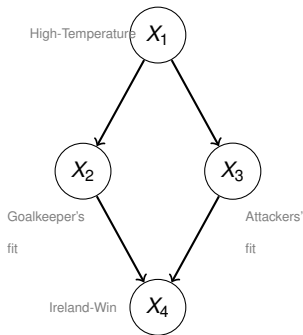 High-Temperature
X1
X2
X3
Goalkeeper's
fit
Attackers'
fit
Ireland-Win
X4